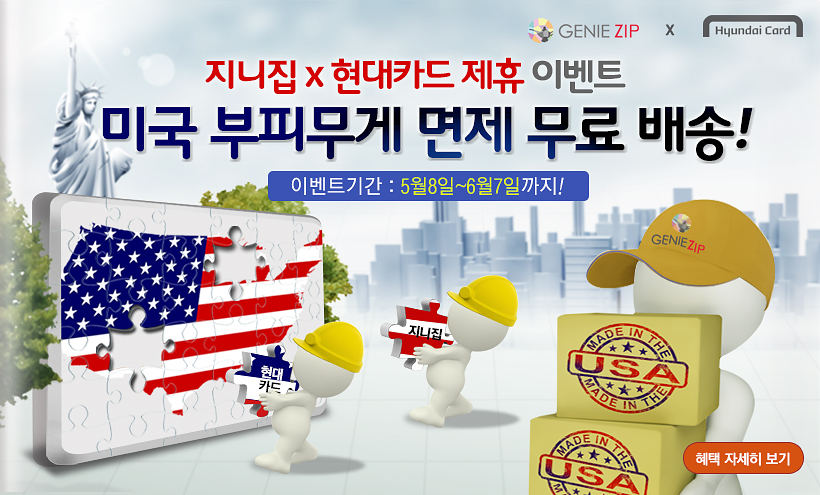 GENIE ZIP X Hyundai Card
지니집 x 현대카드 제휴 이벤트
미국 부피무게 면제 무료 배송!
이벤트기간 : 5월8일~6월7일까지!
GENIE ZIP
지니집
현대
카드
MADE IN THE
USA
MADE IN THE
MADE IN THE
USA
혜택 자세히 보기